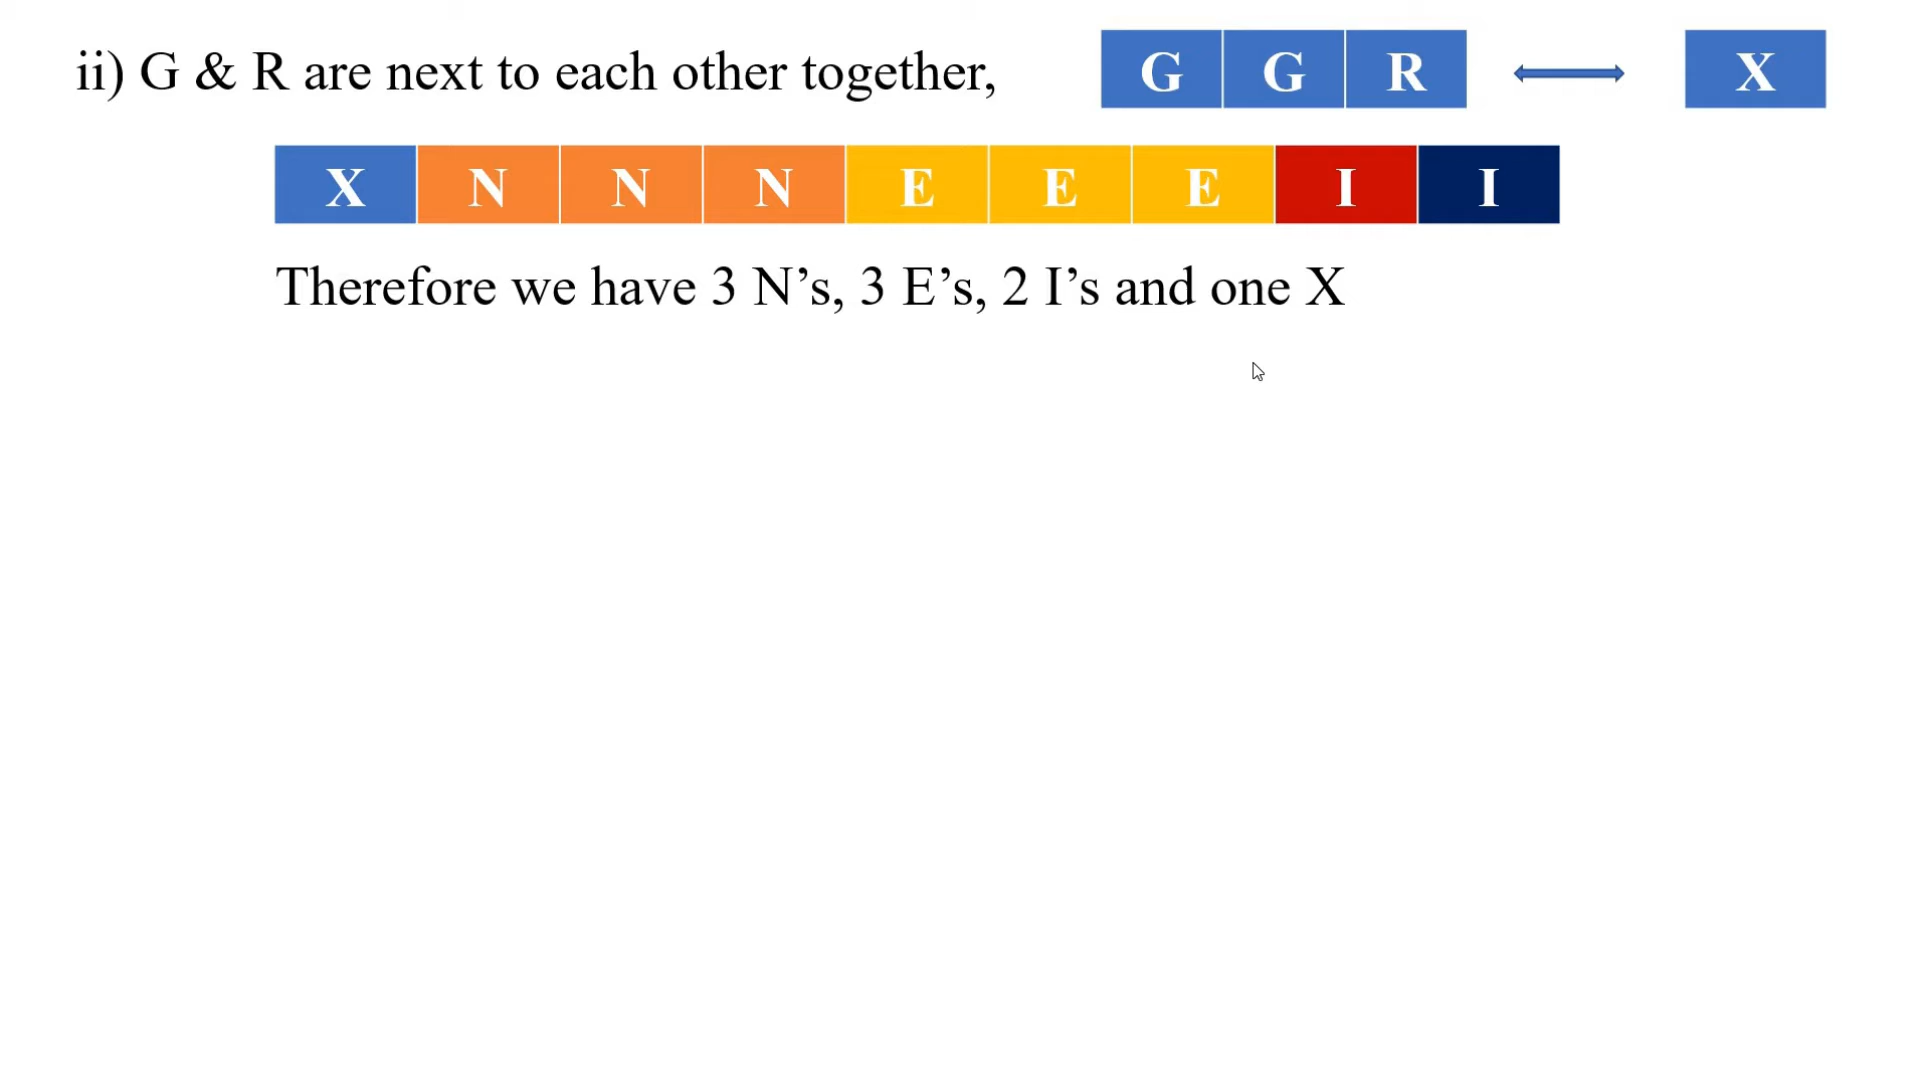 ii) G & R are next to each other together, G G R X
X N N N E E E I I
Therefore we have 3 N’s, 3 E’s, 2 I’s and one X